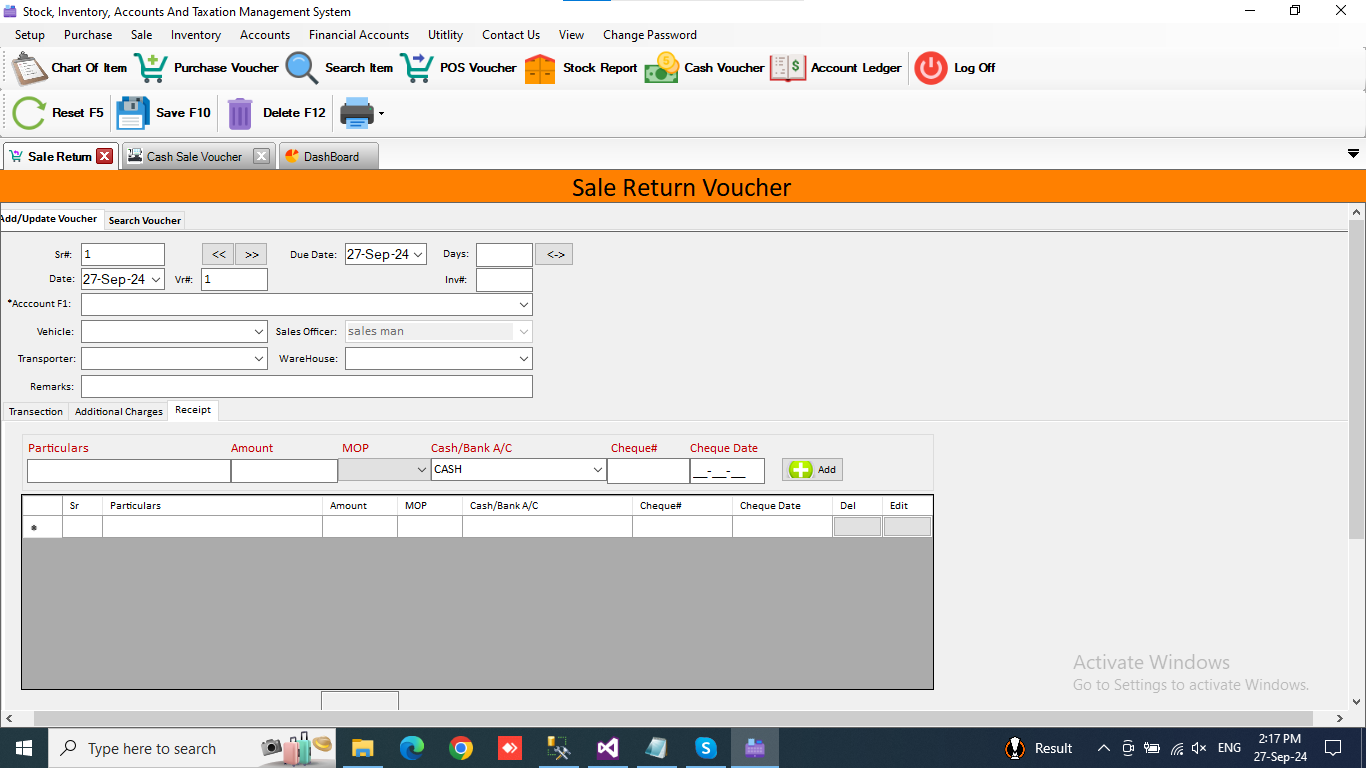 Stock, Inventory, Accounts And Taxation Management System
Setup Purchase Sale Inventory Accounts Financial Accounts Utitlity Contact Us View Change Password
Chart Of Item Purchase Voucher Search Item POS Voucher Stock Report Cash Voucher Account Ledger Log Off
Reset F5 Save F10 Delete F12
Sale Return Cash Sale Voucher DashBoard
Sale Return Voucher
Add/Update Voucher Search Voucher
Sr#: 1 << >> Due Date: 27-Sep-24 Days: <->
Date: 27-Sep-24 Vr#: 1 Inv#:
*Acccount F1:
Vehicle: Sales Officer: sales man
Transporter: WareHouse:
Remarks:
Transection Additional Charges Receipt
Particulars Amount MOP Cash/Bank A/C Cheque# Cheque Date
CASH __-__-__ Add
Sr Particulars Amount MOP Cash/Bank A/C Cheque# Cheque Date Del Edit
*
Activate Windows
Go to Settings to activate Windows.
Type here to search Result ENG 2:17 PM
27-Sep-24